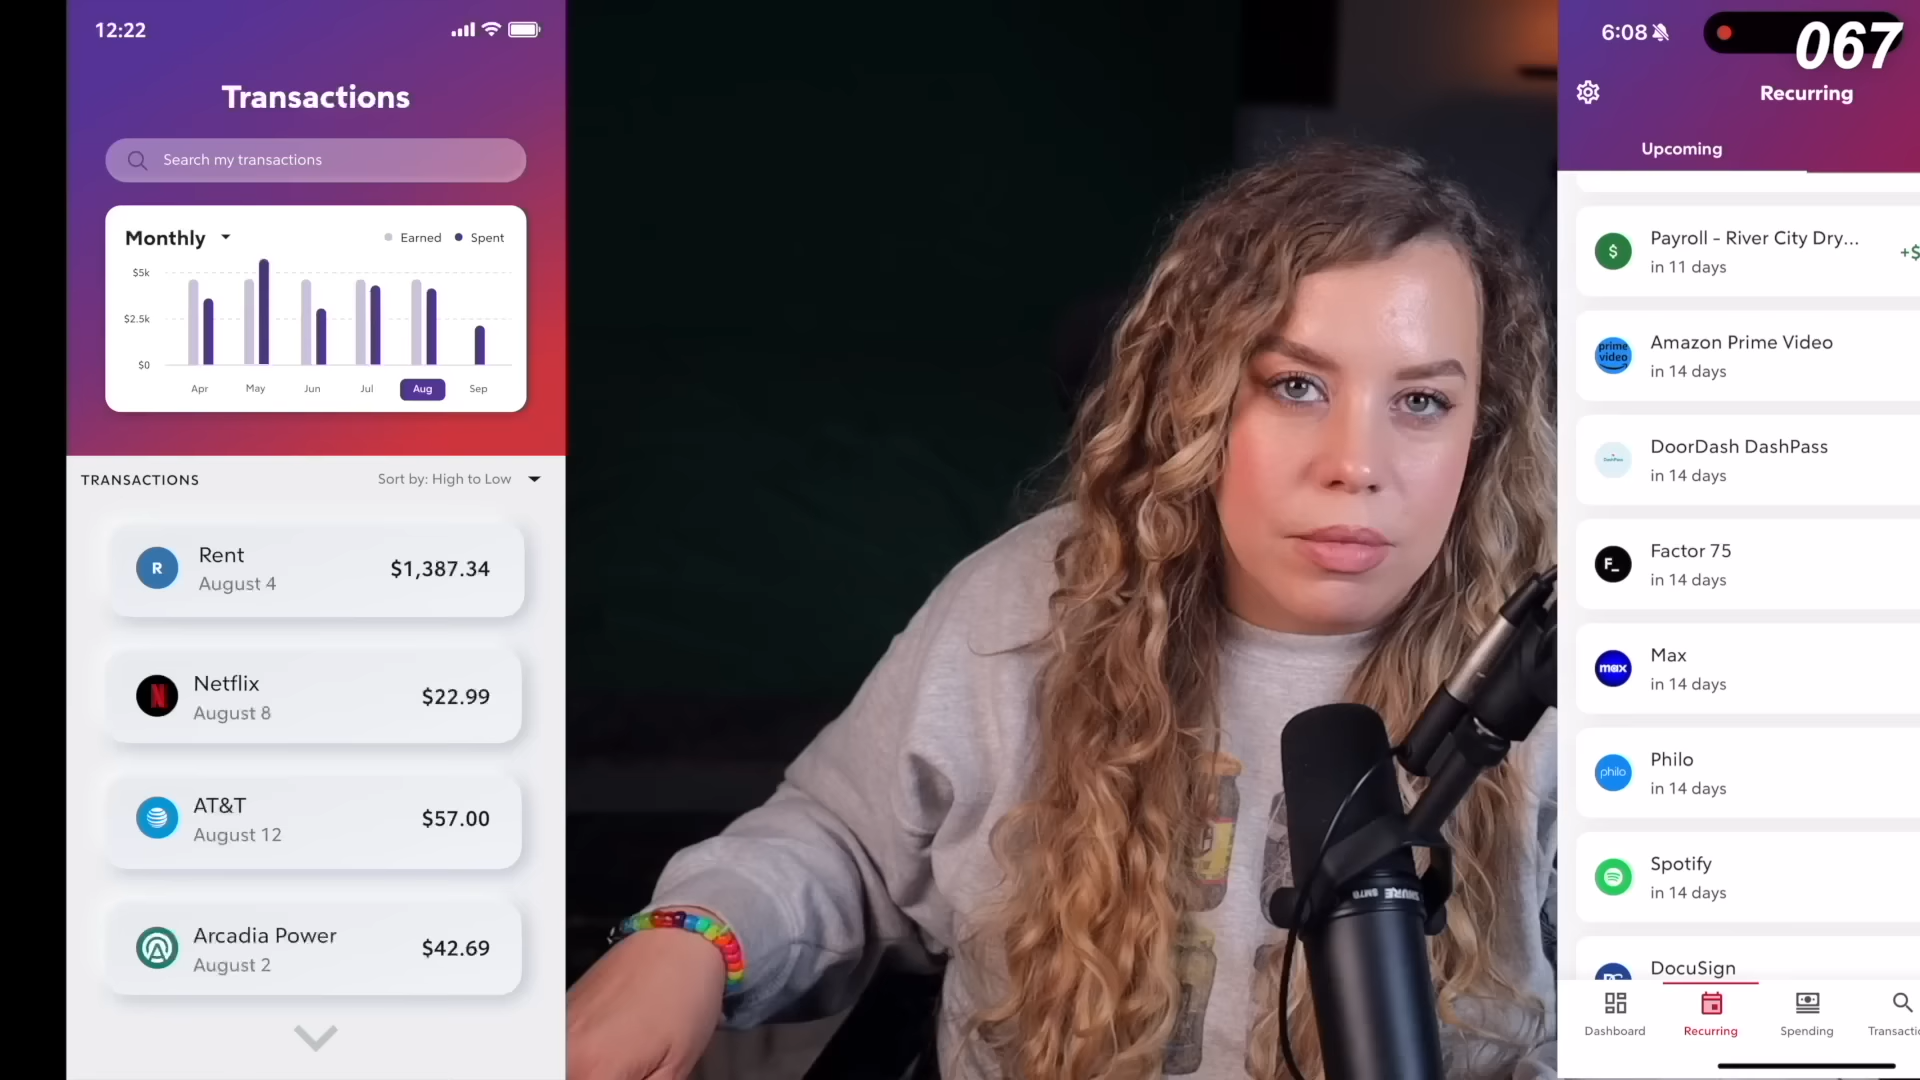 12:22
Transactions
Search my transactions
Monthly
Earned
Spent
$5k
$2.5k
$0
Apr
May
Jun
Jul
Aug
Sep
TRANSACTIONS
Sort by: High to Low
R
Rent
August 4
$1,387.34
N
Netflix
August 8
$22.99
AT&T
August 12
$57.00
Arcadia Power
August 2
$42.69
SHURE
SM7B
6:08
067
Recurring
Upcoming
$
Payroll - River City Dry...
in 11 days
+$
prime
video
Amazon Prime Video
in 14 days
DoorDash DashPass
in 14 days
F_
Factor 75
in 14 days
max
Max
in 14 days
philo
Philo
in 14 days
Spotify
in 14 days
DocuSign
Dashboard
Recurring
Spending
Transactio